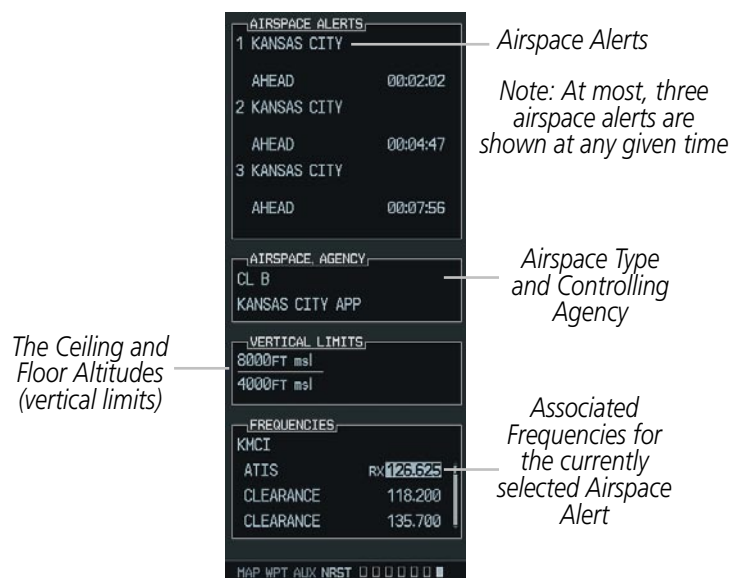 AIRSPACE ALERTS
1 KANSAS CITY
AHEAD 00:02:02
2 KANSAS CITY
AHEAD 00:04:47
3 KANSAS CITY
AHEAD 00:07:56
AIRSPACE, AGENCY
CL B
KANSAS CITY APP
VERTICAL LIMITS
8000FT msl
4000FT msl
FREQUENCIES
KMCI
ATIS RX 126.625
CLEARANCE 118.200
CLEARANCE 135.700
MAP WPT AUX NRST
Airspace Alerts
Note: At most, three
airspace alerts are
shown at any given time
Airspace Type
and Controlling
Agency
The Ceiling and
Floor Altitudes
(vertical limits)
Associated
Frequencies for
the currently
selected Airspace
Alert